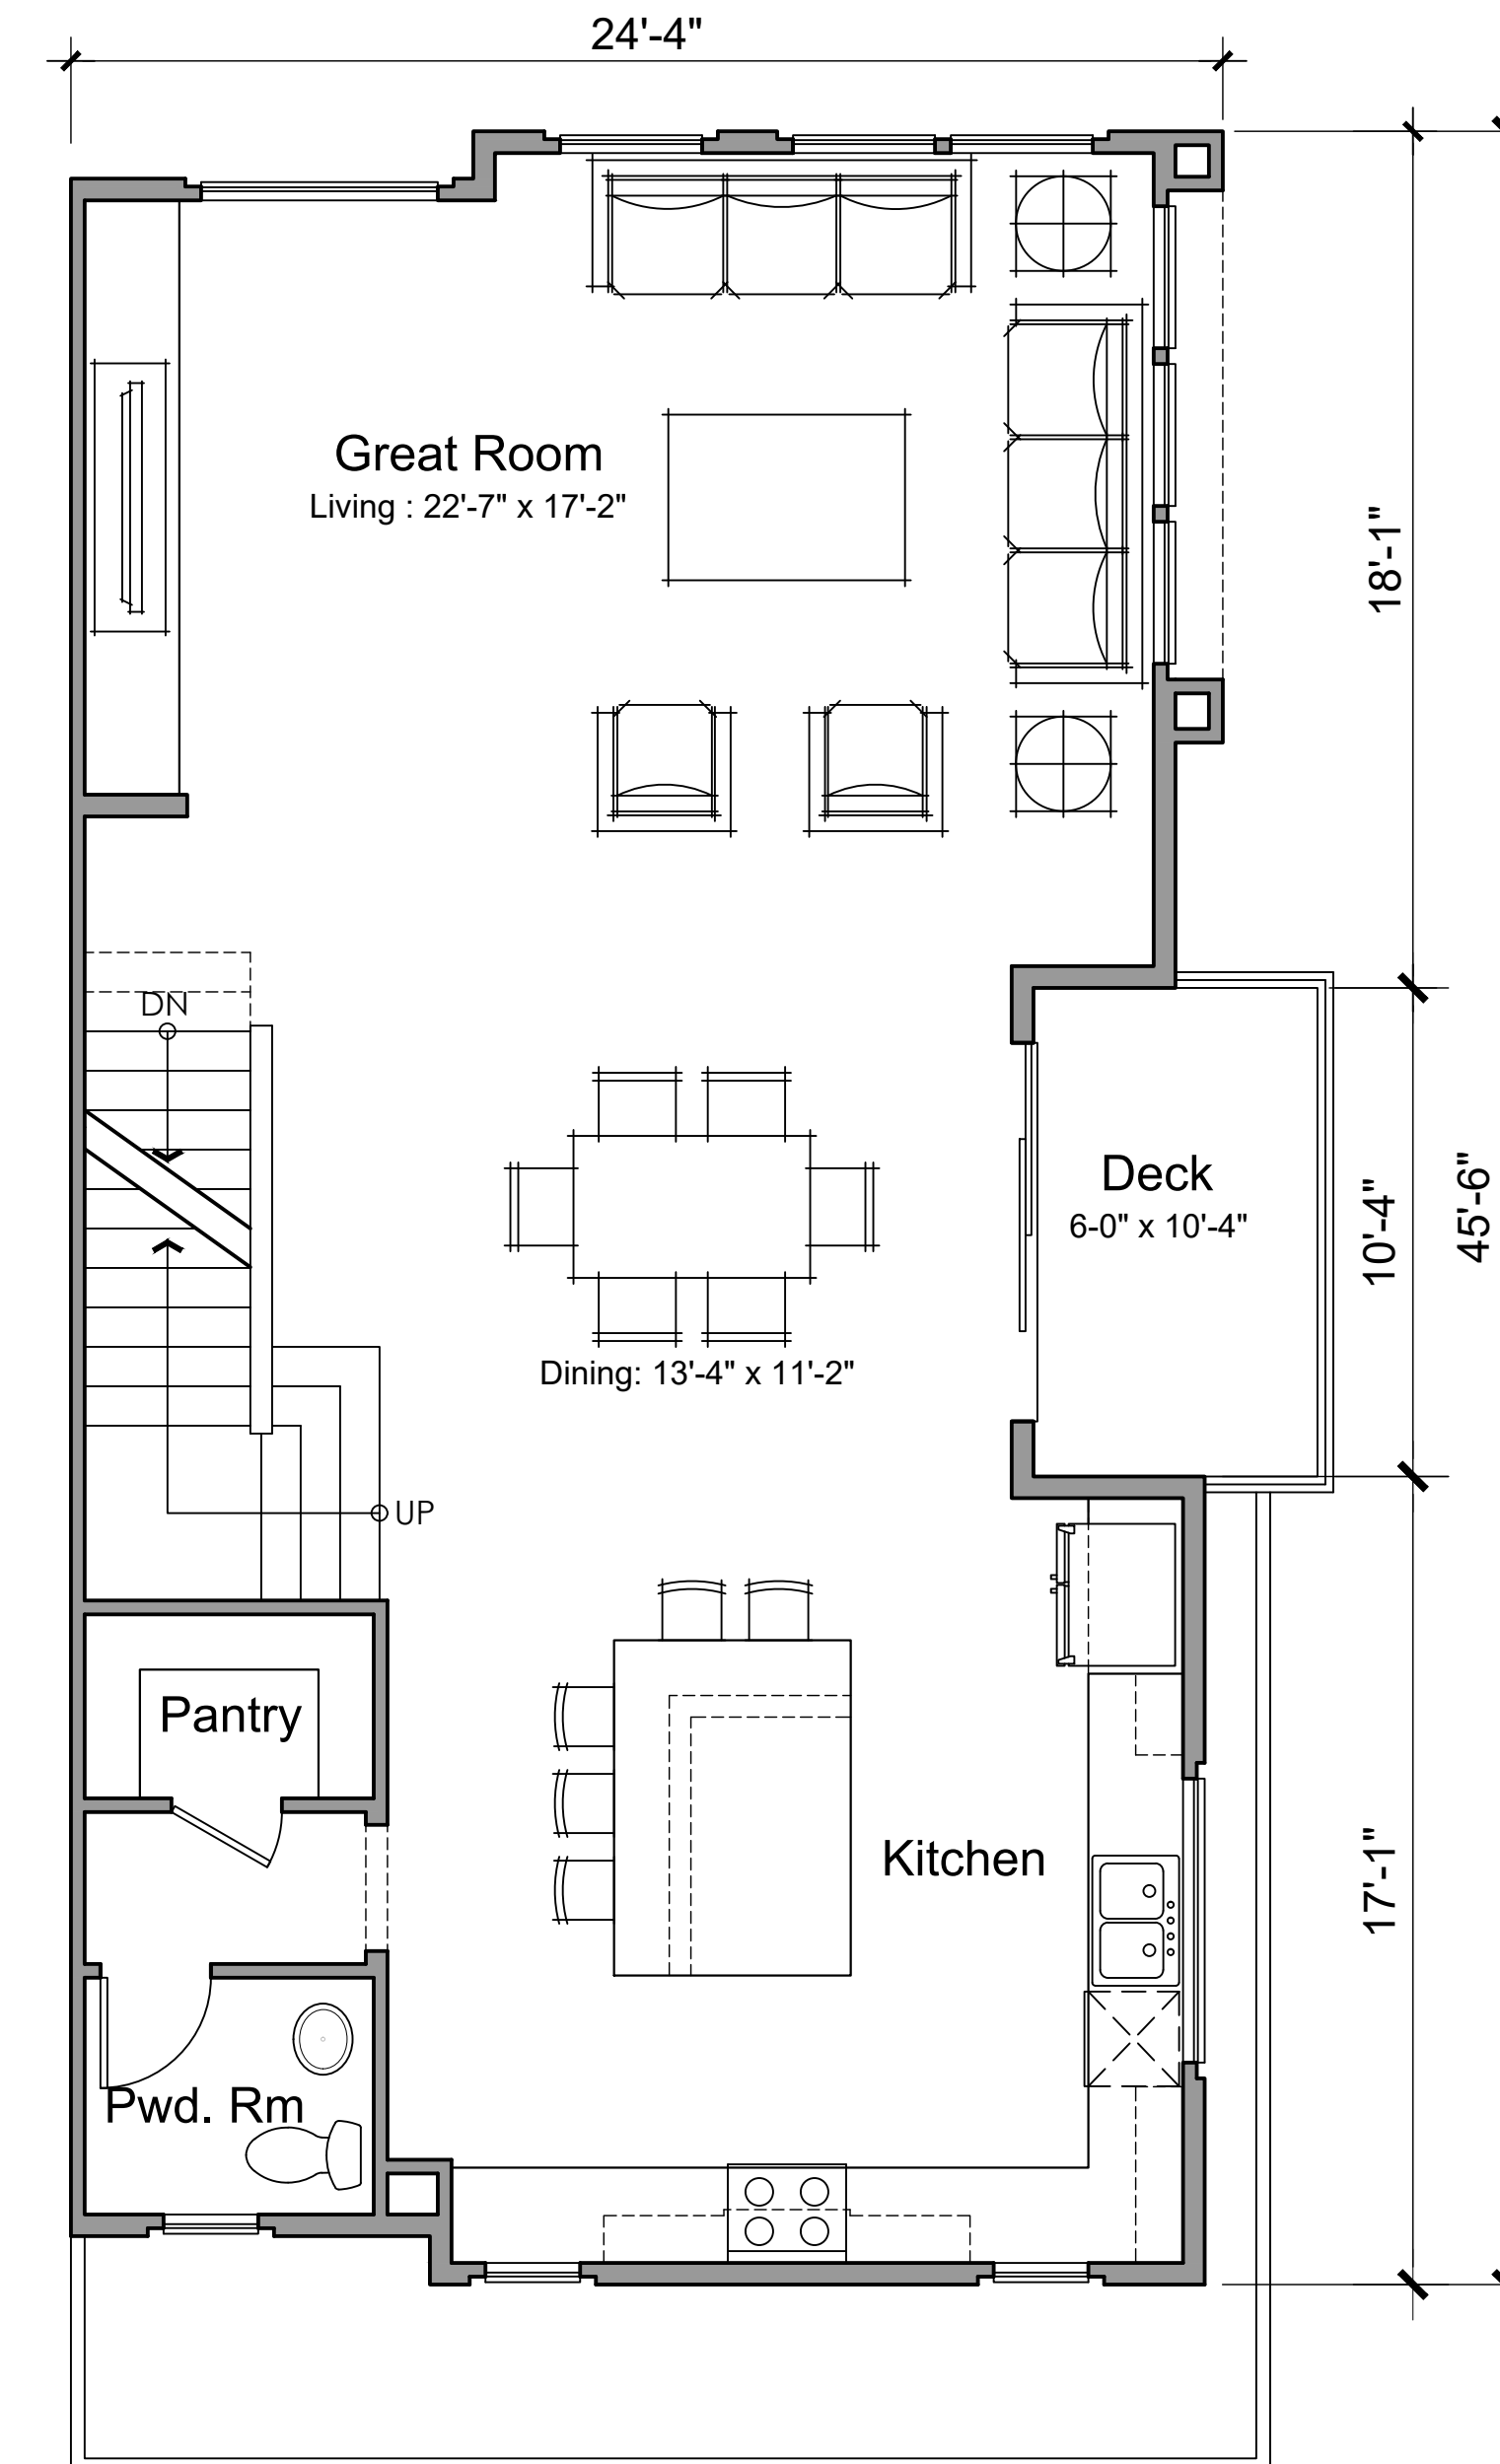 24'-4"
Great Room
Living : 22'-7" x 17'-2"
18'-1"
DN
Deck
6-0" x 10'-4"
10'-4"
45'-6"
Dining: 13'-4" x 11'-2"
UP
Pantry
Kitchen
17'-1"
Pwd. Rm